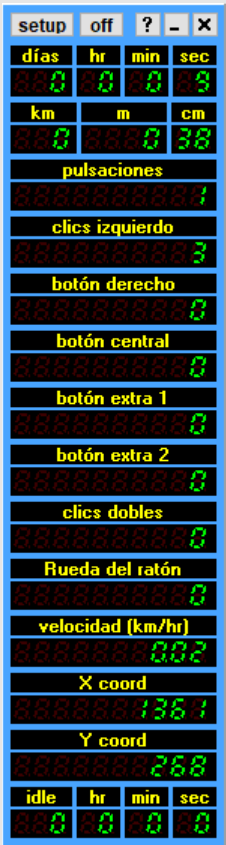 setup off ? – ×
días hr min sec
0 0 0 9
km m cm
0 0 38
pulsaciones
1
clics izquierdo
3
botón derecho
0
botón central
0
botón extra 1
0
botón extra 2
0
clics dobles
0
Rueda del ratón
0
velocidad (km/hr)
0.02
X coord
1361
Y coord
268
idle hr min sec
0 0 0 0